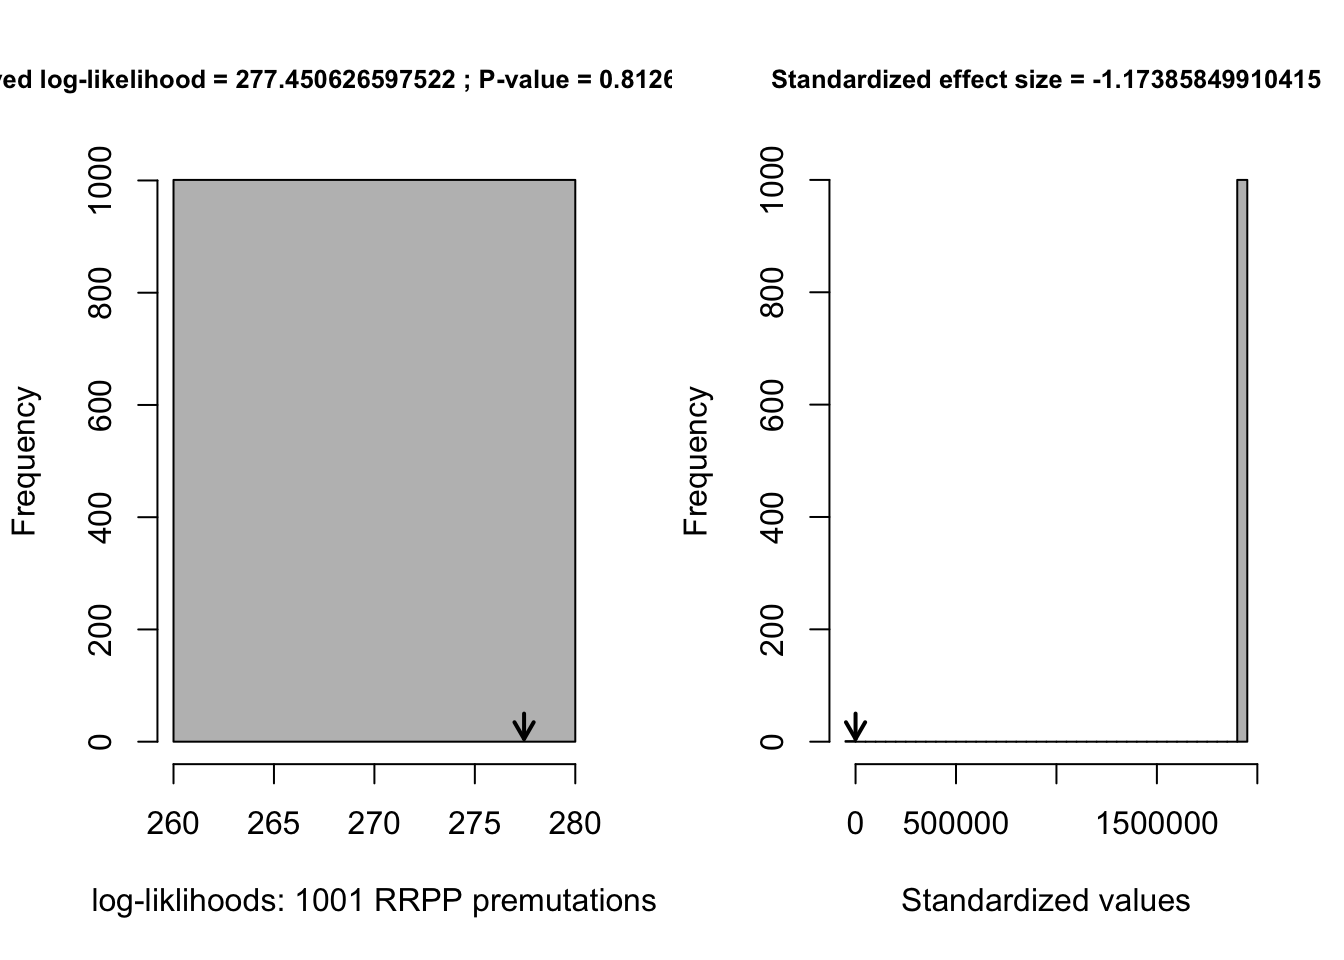 ved log-likelihood = 277.450626597522 ; P-value = 0.8126
Frequency
0
200
400
600
800
1000
260 265 270 275 280
log-liklihoods: 1001 RRPP premutations
Standardized effect size = -1.17385849910415
Frequency
0
200
400
600
800
1000
0 500000 1500000
Standardized values